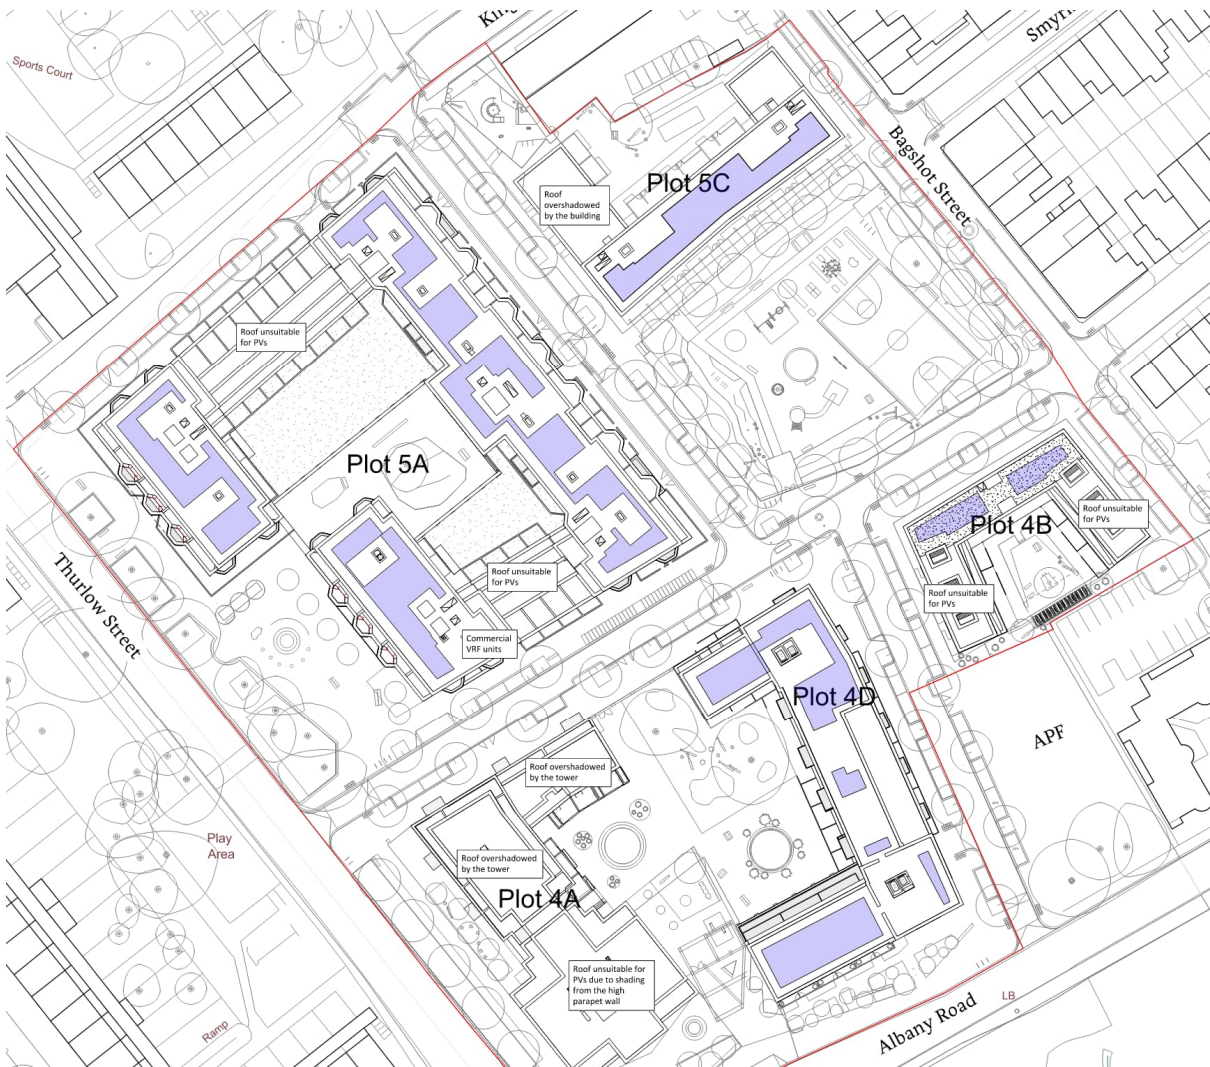 King
Smyrn
Sports Court
Bagshot Street
Plot 5C
Roof
overshadowed
by the building
Roof unsuitable
for PVs
Plot 5A
Plot 4B
Roof unsuitable
for PVs
Roof unsuitable
for PVs
Roof unsuitable
for PVs
Thurlow Street
Commercial
VRF units
Plot 4D
APF
Roof overshadowed
by the tower
Play
Area
Roof overshadowed
by the tower
Plot 4A
Roof unsuitable for
PVs due to shading
from the high
parapet wall
LB
Albany Road
Ramp